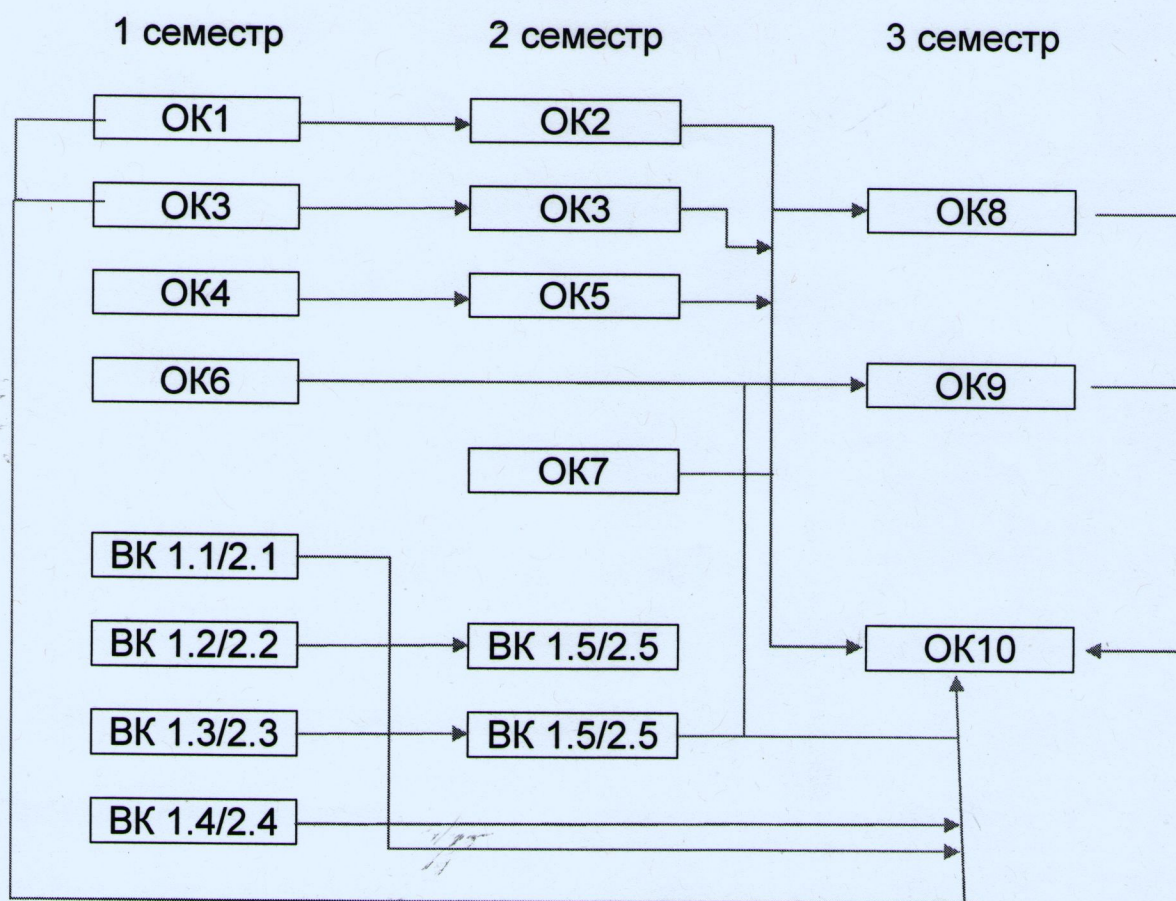 1 семестр 2 семестр 3 семестр
ОК1 ОК2
ОК3 ОК3 ОК8
ОК4 ОК5
ОК6 ОК9
ОК7
ВК 1.1/2.1
ВК 1.2/2.2 ВК 1.5/2.5 ОК10
ВК 1.3/2.3 ВК 1.5/2.5
ВК 1.4/2.4